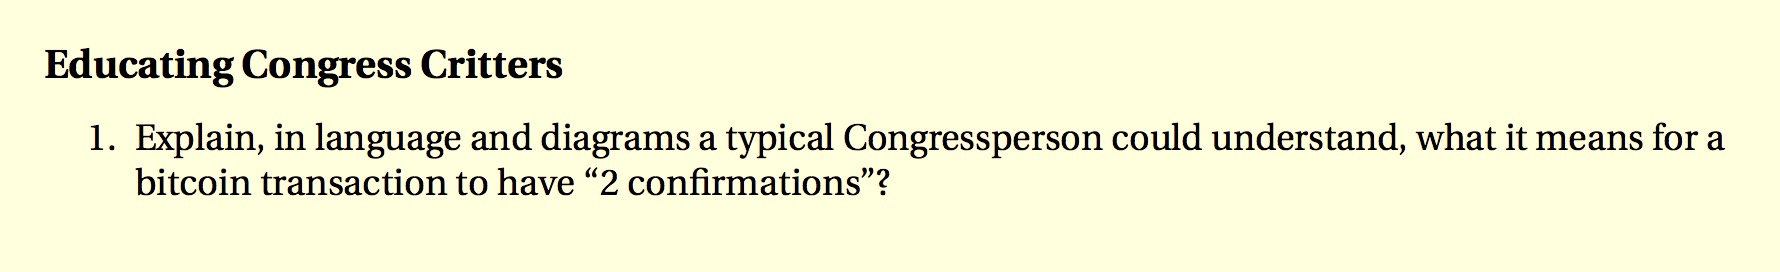 Educating Congress Critters
1. Explain, in language and diagrams a typical Congressperson could understand, what it means for a
bitcoin transaction to have “2 confirmations”?